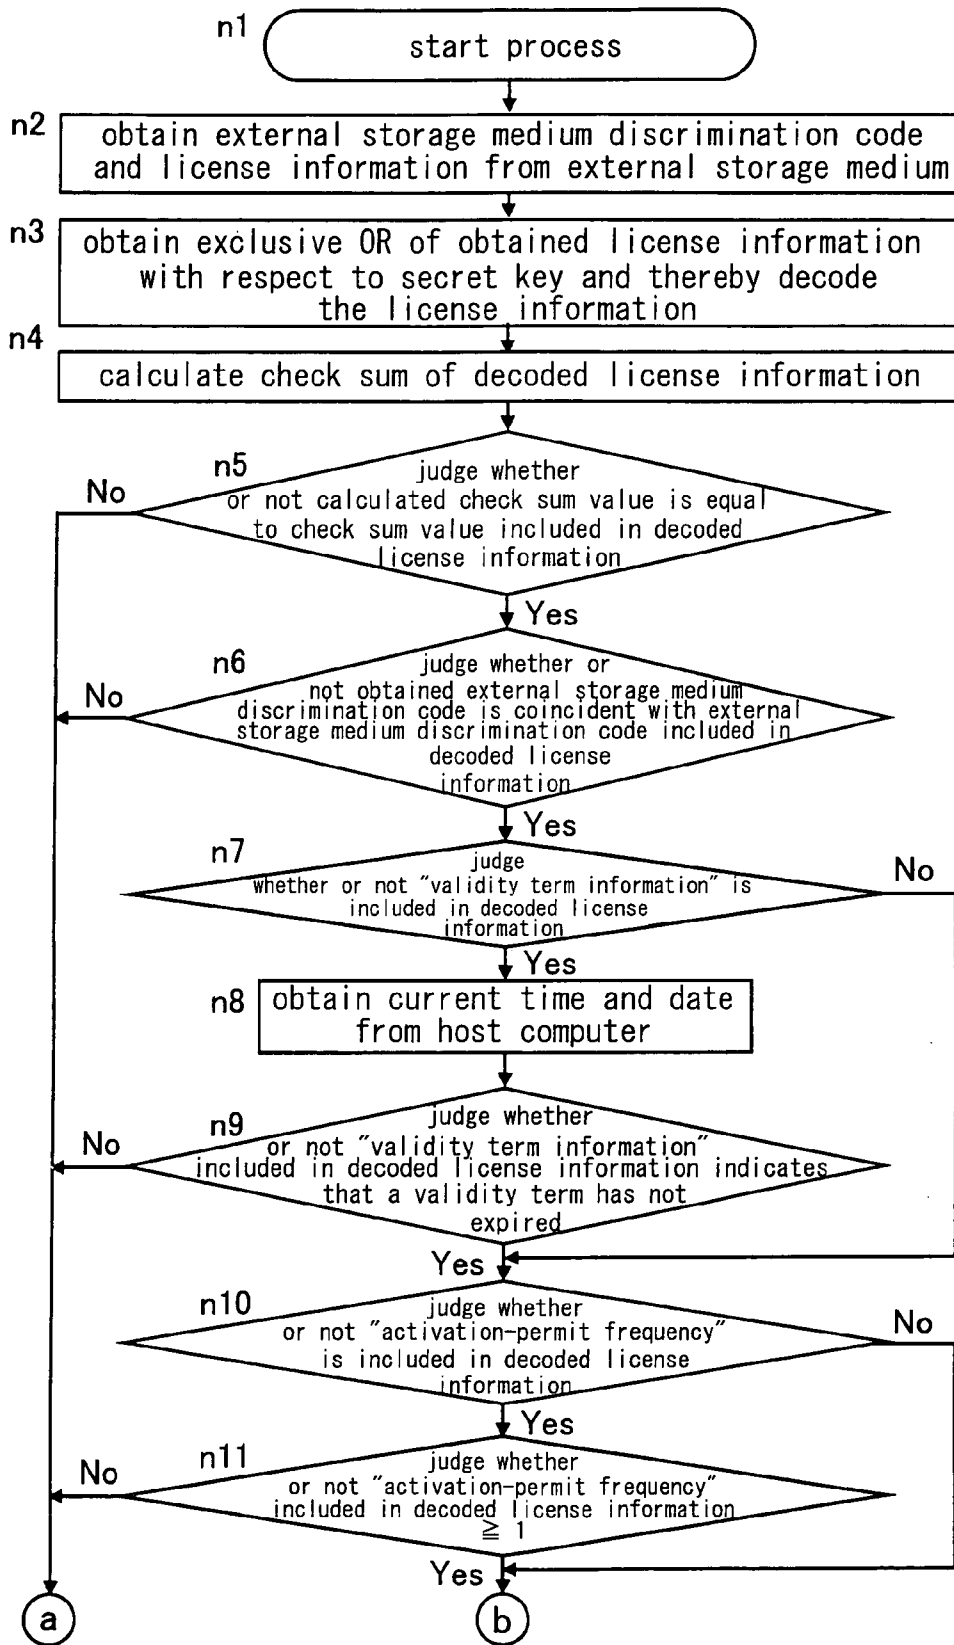 n1
start process
n2
obtain external storage medium discrimination code
and license information from external storage medium
n3
obtain exclusive OR of obtained license information
with respect to secret key and thereby decode
the license information
n4
calculate check sum of decoded license information
n5
judge whether
or not calculated check sum value is equal
to check sum value included in decoded
license information
No
Yes
n6
judge whether or
not obtained external storage medium
discrimination code is coincident with external
storage medium discrimination code included in
decoded license
information
No
Yes
n7
judge
whether or not "validity term information" is
included in decoded license
information
No
Yes
n8
obtain current time and date
from host computer
n9
judge whether
or not "validity term information"
included in decoded license information indicates
that a validity term has not
expired
No
Yes
n10
judge whether
or not "activation-permit frequency"
is included in decoded license
information
No
Yes
n11
judge whether
or not "activation-permit frequency"
included in decoded license information
≧ 1
No
Yes
a
b